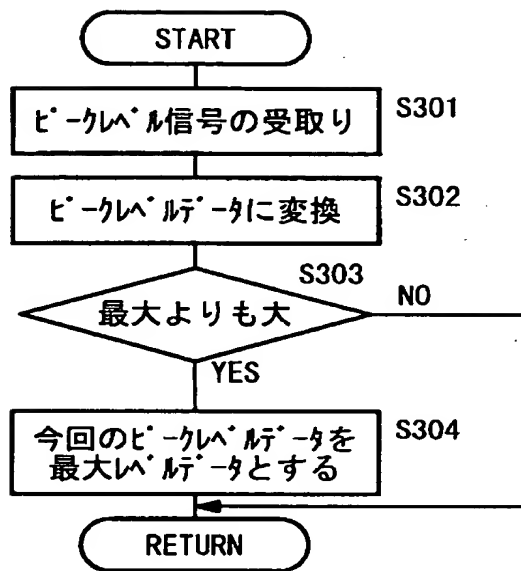 START
ﾋﾟｰｸﾚﾍﾞﾙ信号の受取り
S301
ﾋﾟｰｸﾚﾍﾞﾙﾃﾞｰﾀに変換
S302
S303
最大よりも大
NO
YES
今回のﾋﾟｰｸﾚﾍﾞﾙﾃﾞｰﾀを
最大ﾚﾍﾞﾙﾃﾞｰﾀとする
S304
RETURN